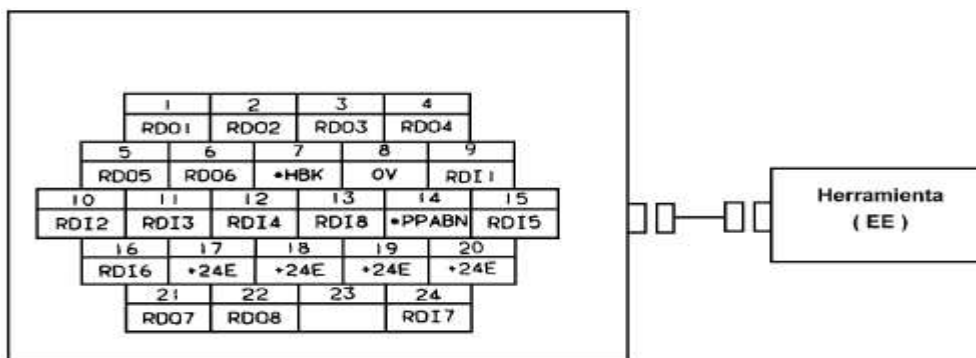 1 2 3 4
RDO1 RDO2 RDO3 RDO4
5 6 7 8 9
RDO5 RDO6 *HBK 0V RDI1
10 11 12 13 14 15
RDI2 RDI3 RDI4 RDI8 *PPABN RDI5
16 17 18 19 20
RDI6 +24E +24E +24E +24E
21 22 23 24
RDO7 RDO8 RDI7
Herramienta
( EE )